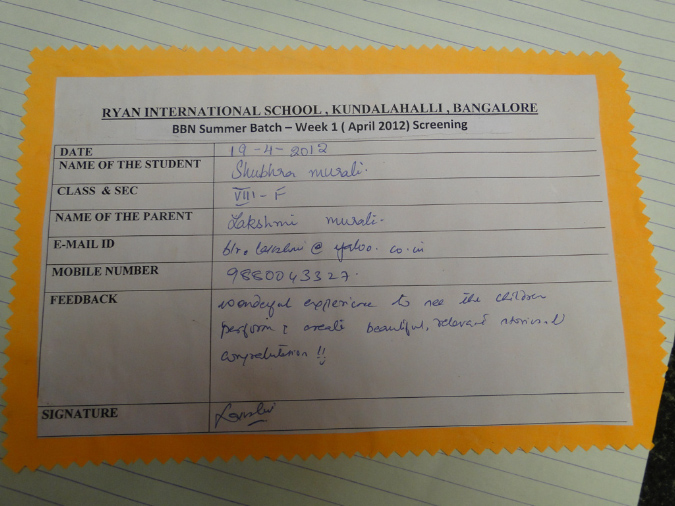 RYAN INTERNATIONAL SCHOOL , KUNDALAHALLI , BANGALORE
BBN Summer Batch – Week 1 ( April 2012) Screening
DATE 19-4-2012
NAME OF THE STUDENT Shubhra Murali.
CLASS & SEC VIII - F
NAME OF THE PARENT Lakshmi Murali.
E-MAIL ID @ yahoo. co.in
MOBILE NUMBER 9880043327.
FEEDBACK wonderful experience to see the children
perform & create beautiful, relevant stories.
Congratulations !!
SIGNATURE